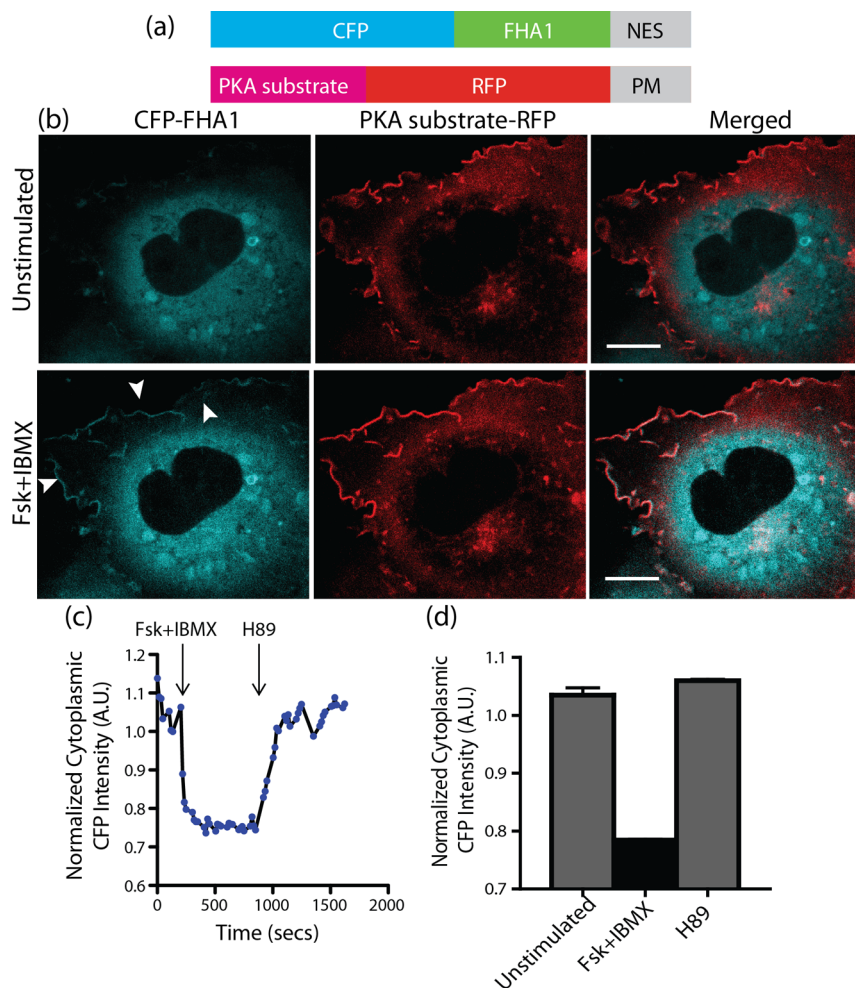 (a)
CFP FHA1 NES
PKA substrate RFP PM
(b)
CFP-FHA1 PKA substrate-RFP Merged
Unstimulated
Fsk+IBMX
(c)
Fsk+IBMX H89
Normalized Cytoplasmic
CFP Intensity (A.U.)
1.2
1.1
1.0
0.9
0.8
0.7
0.6
0 500 1000 1500 2000
Time (secs)
(d)
Normalized Cytoplasmic
CFP Intensity (A.U.)
1.1
1.0
0.9
0.8
0.7
Unstimulated
Fsk+IBMX
H89